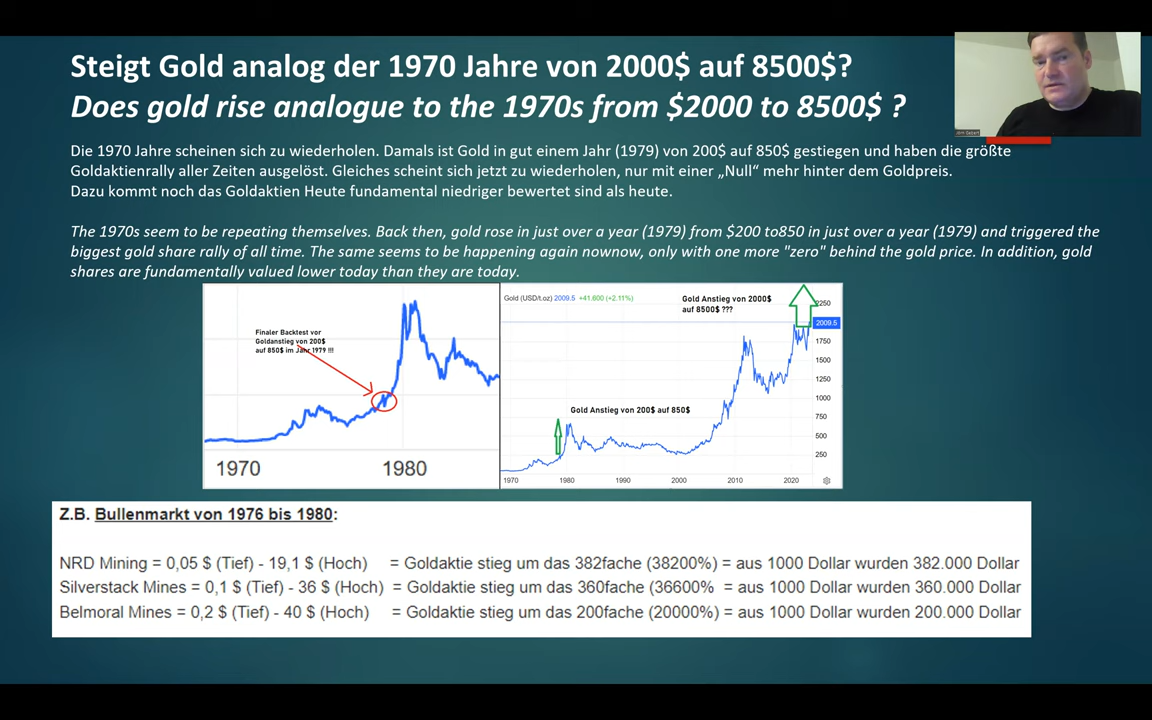 Steigt Gold analog der 1970 Jahre von 2000$ auf 8500$?
Does gold rise analogue to the 1970s from $2000 to 8500$ ?
Die 1970 Jahre scheinen sich zu wiederholen. Damals ist Gold in gut einem Jahr (1979) von 200$ auf 850$ gestiegen und haben die größte
Goldaktienrally aller Zeiten ausgelöst. Gleiches scheint sich jetzt zu wiederholen, nur mit einer „Null“ mehr hinter dem Goldpreis.
Dazu kommt noch das Goldaktien Heute fundamental niedriger bewertet sind als heute.
The 1970s seem to be repeating themselves. Back then, gold rose in just over a year (1979) from $200 to850 in just over a year (1979) and triggered the
biggest gold share rally of all time. The same seems to be happening again nownow, only with one more "zero" behind the gold price. In addition, gold
shares are fundamentally valued lower today than they are today.
Finaler Backtest vor
Goldanstieg von 200$
auf 850$ im Jahr 1979 !!!
1970
1980
Gold (USD/t.oz) 2009.5 +41.600 (+2.11%)
Gold Anstieg von 2000$
auf 8500$ ???
Gold Anstieg von 200$ auf 850$
2250
2009.5
1750
1500
1250
1000
750
500
250
1970
1980
1990
2000
2010
2020
Z.B. Bullenmarkt von 1976 bis 1980:
NRD Mining = 0,05 $ (Tief) - 19,1 $ (Hoch) = Goldaktie stieg um das 382fache (38200%) = aus 1000 Dollar wurden 382.000 Dollar
Silverstack Mines = 0,1 $ (Tief) - 36 $ (Hoch) = Goldaktie stieg um das 360fache (36600% = aus 1000 Dollar wurden 360.000 Dollar
Belmoral Mines = 0,2 $ (Tief) - 40 $ (Hoch) = Goldaktie stieg um das 200fache (20000%) = aus 1000 Dollar wurden 200.000 Dollar